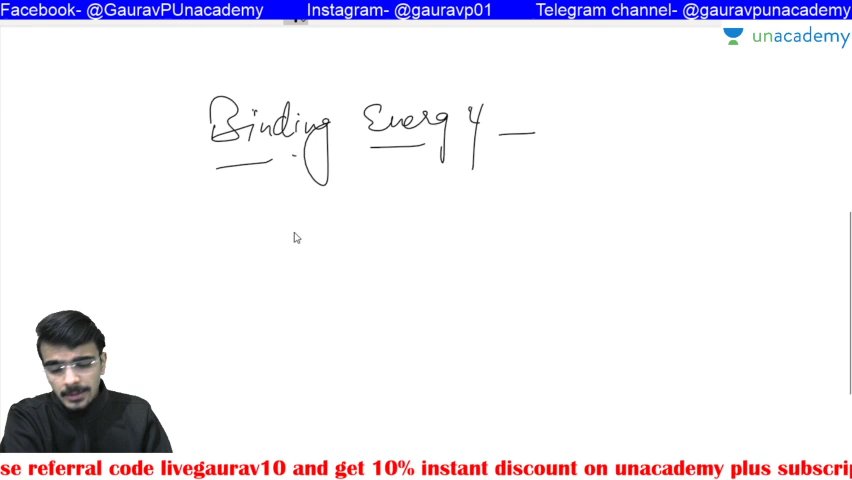 Facebook- @GauravPUnacademy Instagram- @gauravp01 Telegram channel- @gauravpunacademy
unacademy
Binding Energy —
se referral code livegaurav10 and get 10% instant discount on unacademy plus subscrip